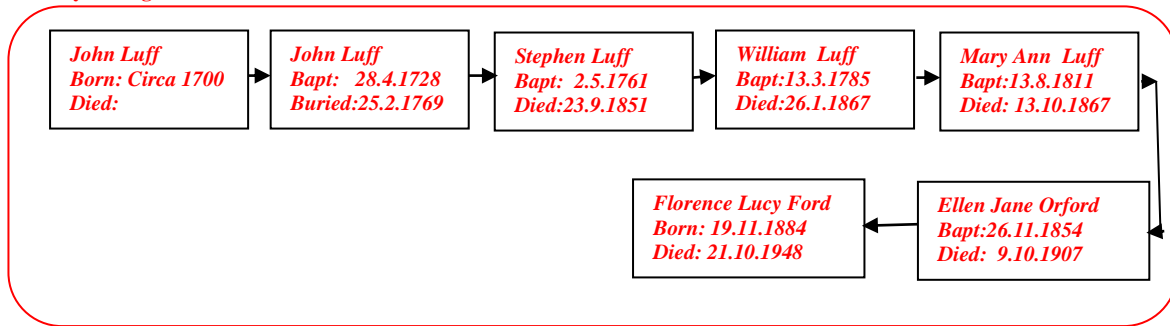 John Luff
Born: Circa 1700
Died:
John Luff
Bapt: 28.4.1728
Buried:25.2.1769
Stephen Luff
Bapt: 2.5.1761
Died:23.9.1851
William Luff
Bapt:13.3.1785
Died:26.1.1867
Mary Ann Luff
Bapt:13.8.1811
Died: 13.10.1867
Florence Lucy Ford
Born: 19.11.1884
Died: 21.10.1948
Ellen Jane Orford
Bapt:26.11.1854
Died: 9.10.1907